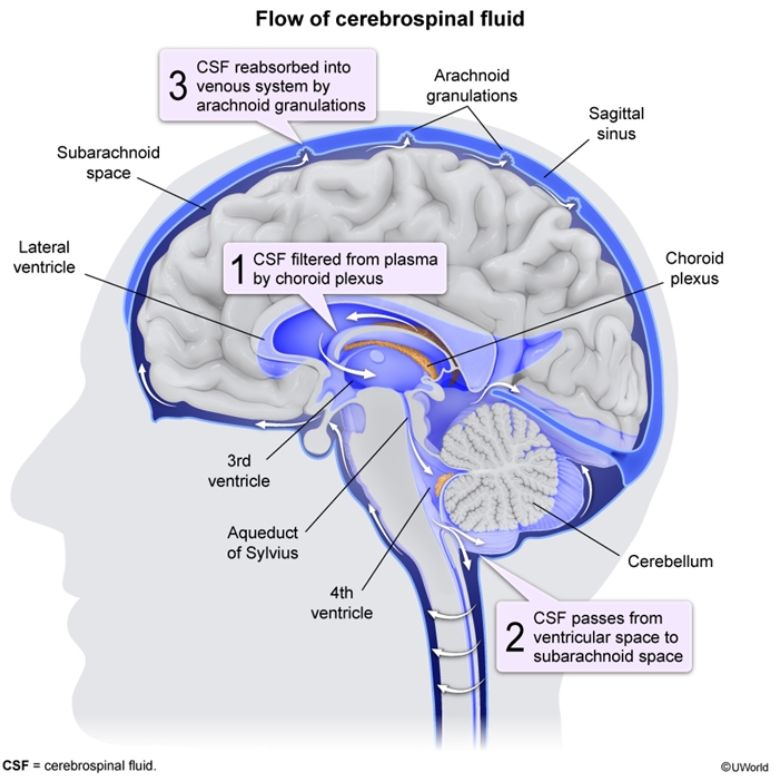 Flow of cerebrospinal fluid
3
CSF reabsorbed into
venous system by
arachnoid granulations
Arachnoid
granulations
Sagittal
sinus
Subarachnoid
space
Lateral
ventricle
1
CSF filtered from plasma
by choroid plexus
Choroid
plexus
3rd
ventricle
Aqueduct
of Sylvius
4th
ventricle
Cerebellum
2
CSF passes from
ventricular space to
subarachnoid space
CSF = cerebrospinal fluid.
©UWorld